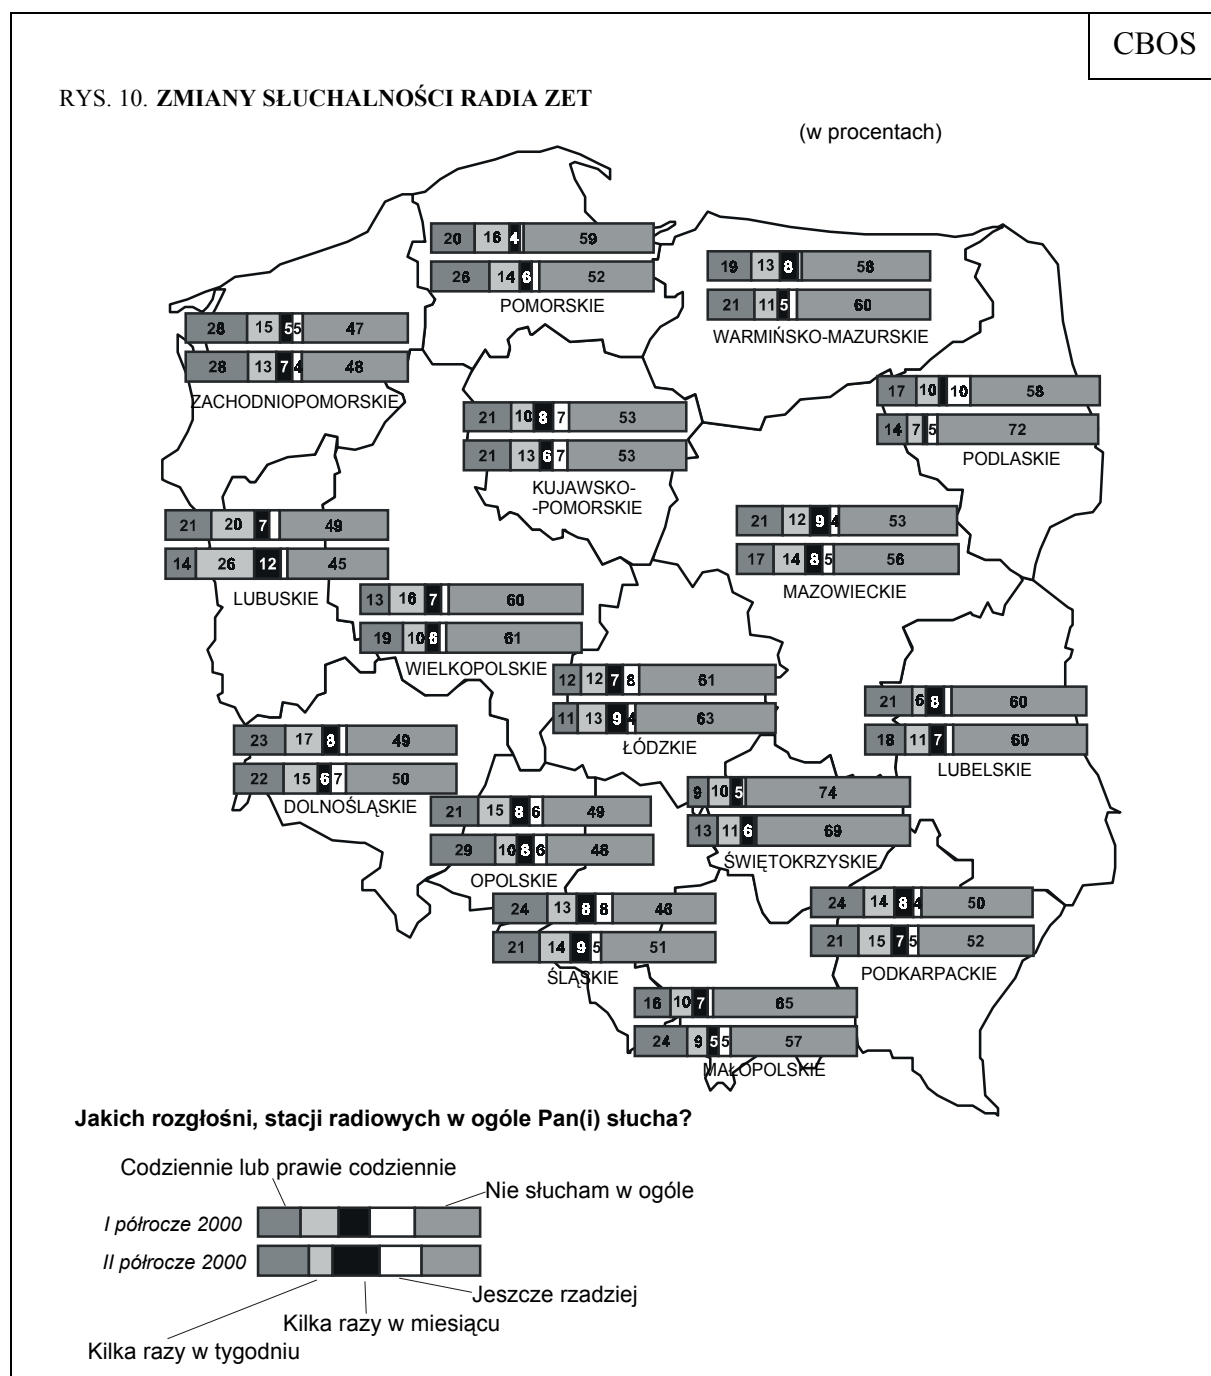 CBOS
RYS. 10. ZMIANY SŁUCHALNOŚCI RADIA ZET
(w procentach)
20 16 4 59
26 14 6 52
POMORSKIE
19 13 8 58
21 11 5 60
WARMIŃSKO-MAZURSKIE
28 15 5 5 47
28 13 7 4 48
ZACHODNIOPOMORSKIE
17 10 10 58
14 7 5 72
PODLASKIE
21 10 8 7 53
21 13 6 7 53
KUJAWSKO-
-POMORSKIE
21 20 7 49
14 26 12 45
LUBUSKIE
21 12 9 4 53
17 14 8 5 56
MAZOWIECKIE
13 16 7 60
19 10 6 61
WIELKOPOLSKIE
12 12 7 8 61
11 13 9 4 63
ŁÓDZKIE
21 6 8 60
18 11 7 60
LUBELSKIE
23 17 8 49
22 15 6 7 50
DOLNOŚLĄSKIE
21 15 8 6 49
29 10 8 6 46
OPOLSKIE
9 10 5 74
13 11 6 69
ŚWIĘTOKRZYSKIE
24 13 8 8 46
21 14 9 5 51
ŚLĄSKIE
24 14 8 4 50
21 15 7 5 52
PODKARPACKIE
16 10 7 65
24 9 5 5 57
MAŁOPOLSKIE
Jakich rozgłośni, stacji radiowych w ogóle Pan(i) słucha?
Codziennie lub prawie codziennie
Nie słucham w ogóle
I półrocze 2000
II półrocze 2000
Jeszcze rzadziej
Kilka razy w miesiącu
Kilka razy w tygodniu